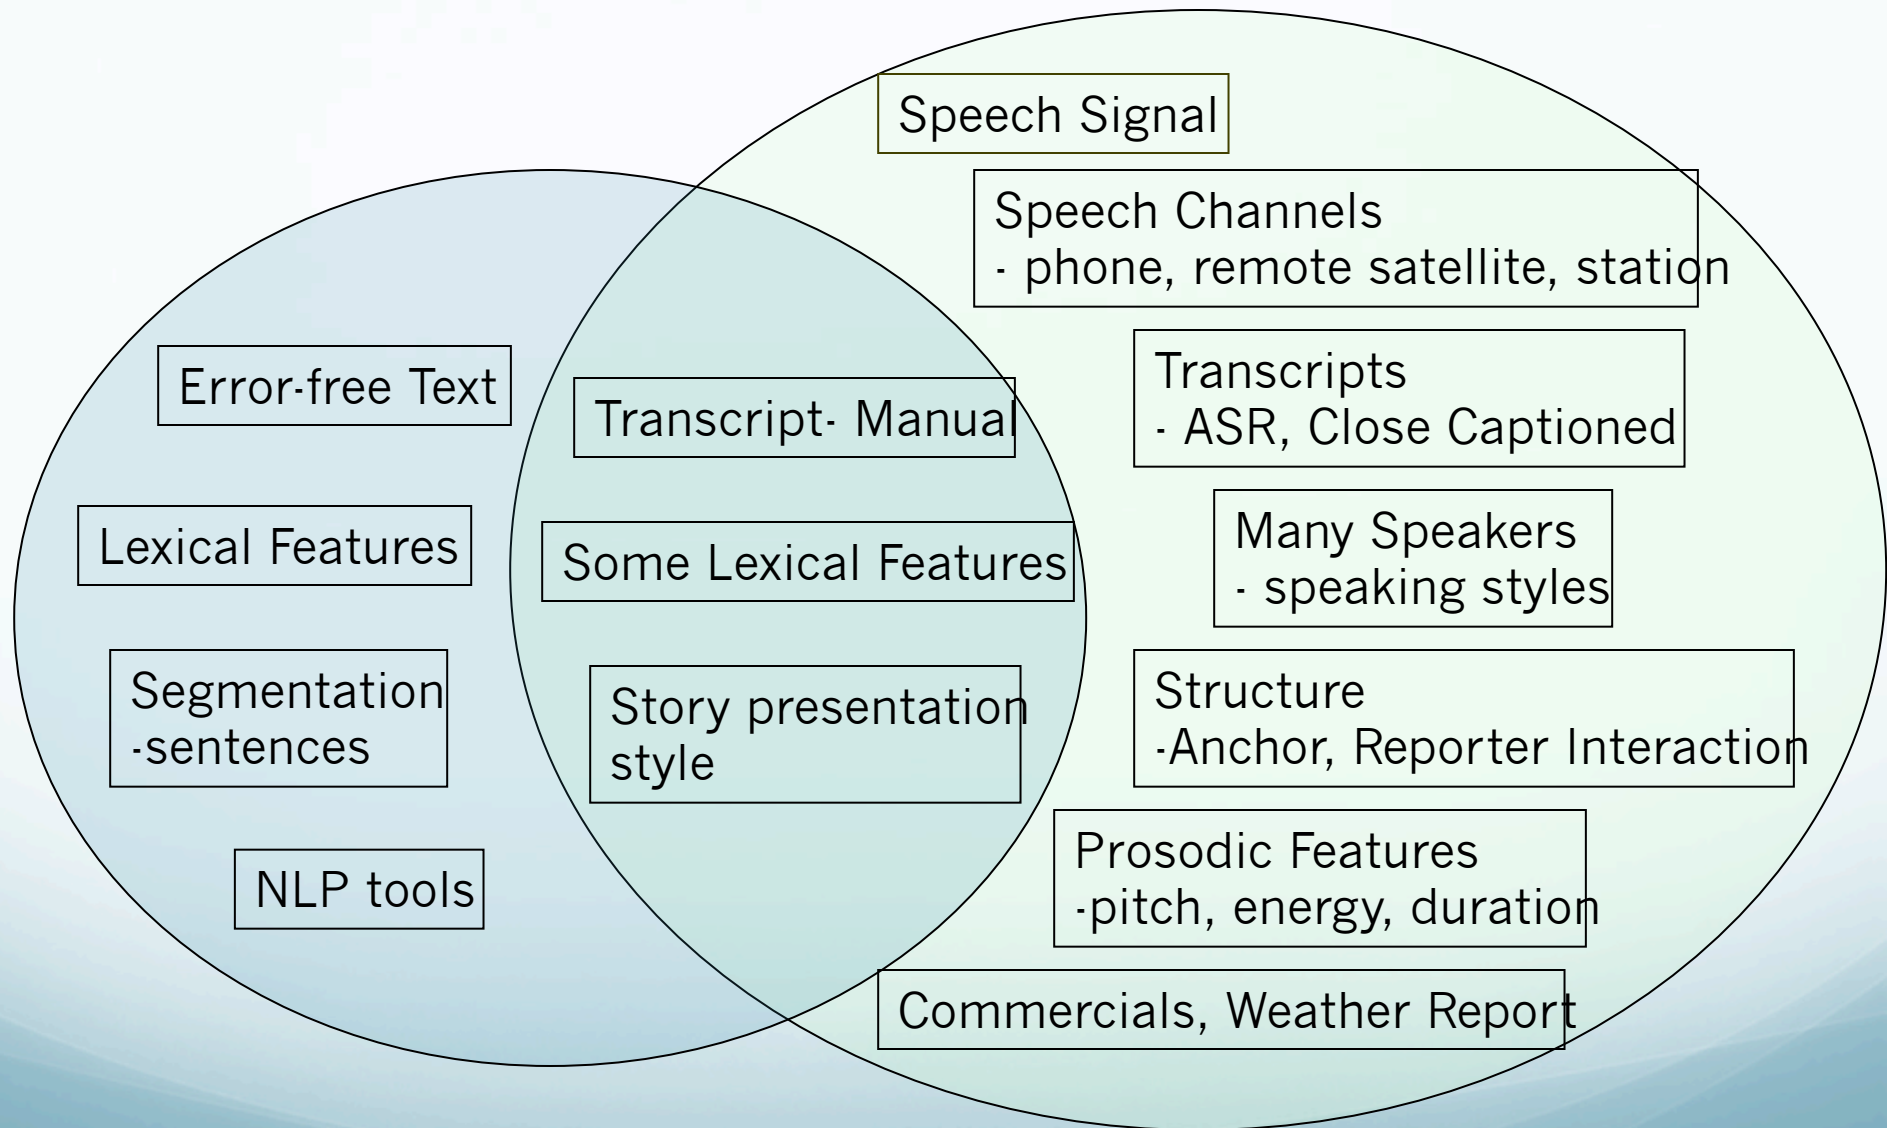 Speech Signal
Speech Channels
- phone, remote satellite, station
Error-free Text
Lexical Features
Segmentation
-sentences
NLP tools
Transcript- Manual
Some Lexical Features
Story presentation
style
Transcripts
- ASR, Close Captioned
Many Speakers
- speaking styles
Structure
-Anchor, Reporter Interaction
Prosodic Features
-pitch, energy, duration
Commercials, Weather Report